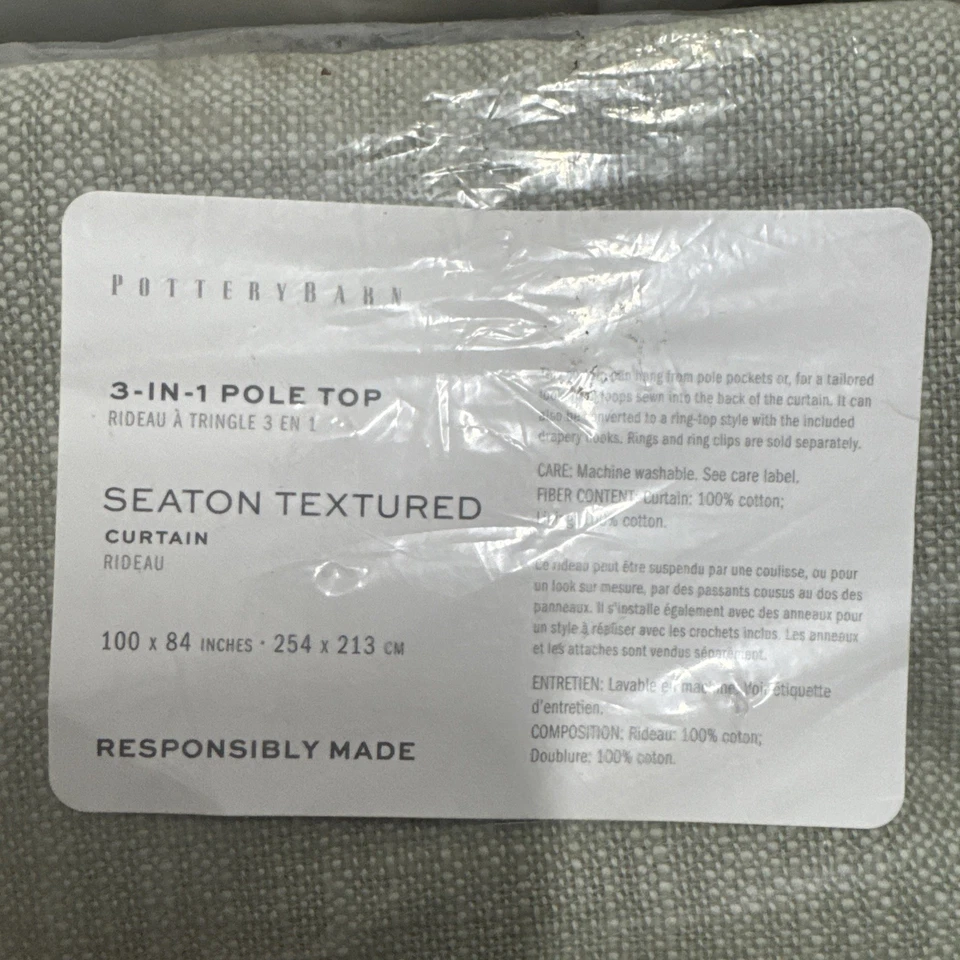 POTTERYBARN
3-IN-1 POLE TOP
RIDEAU À TRINGLE 3 EN 1
SEATON TEXTURED
CURTAIN
RIDEAU
100 x 84 INCHES · 254 x 213 CM
RESPONSIBLY MADE
can hang from pole pockets or, for a tailored
loops sewn into the back of the curtain. It can
also be converted to a ring-top style with the included
drapery hooks. Rings and ring clips are sold separately.
CARE: Machine washable. See care label.
FIBER CONTENT: Curtain: 100% cotton;
cotton.
Le rideau peut être suspendu par une coulisse, ou pour
un look sur mesure, par des passants cousus au dos des
panneaux. Il s'installe également avec des anneaux pour
un style à réaliser avec les crochets inclus. Les anneaux
et les attaches sont vendus séparément.
ENTRETIEN: Lavable en machine. Voir étiquette
d'entretien.
COMPOSITION: Rideau: 100% coton;
Doublure: 100% coton.